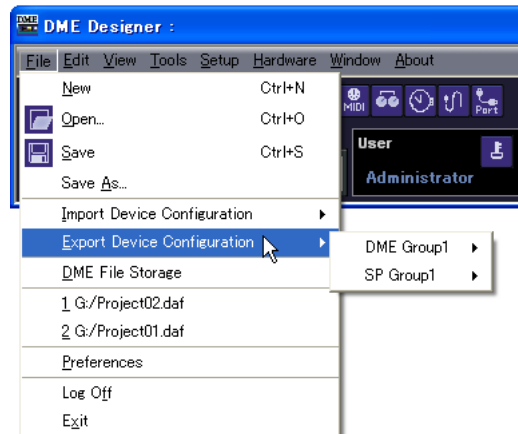 DME DME Designer :
File Edit View Tools Setup Hardware Window About
New Ctrl+N
Open... Ctrl+O
Save Ctrl+S
Save As...
Import Device Configuration
Export Device Configuration
DME File Storage
1 G:/Project02.daf
2 G:/Project01.daf
Preferences
Log Off
Exit
MIDI
Port
User
Administrator
DME Group1
SP Group1